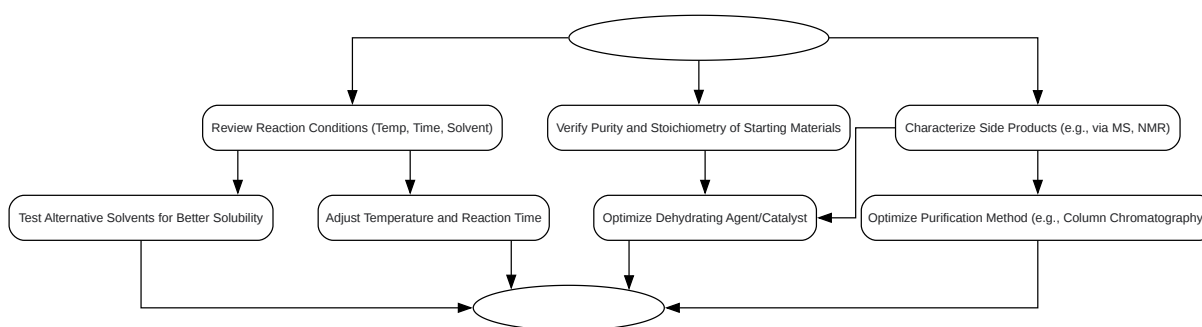 Review Reaction Conditions (Temp, Time, Solvent)
Verify Purity and Stoichiometry of Starting Materials
Characterize Side Products (e.g., via MS, NMR)
Test Alternative Solvents for Better Solubility
Adjust Temperature and Reaction Time
Optimize Dehydrating Agent/Catalyst
Optimize Purification Method (e.g., Column Chromatography